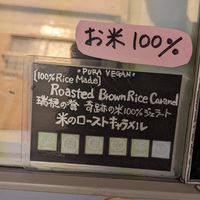 お米100%
・PURA VEGAN・
[100% Rice Made]
Roasted Brown Rice Caramel
瑞穂の誉 奇跡の米100%ジェラート
米のローストキャラメル